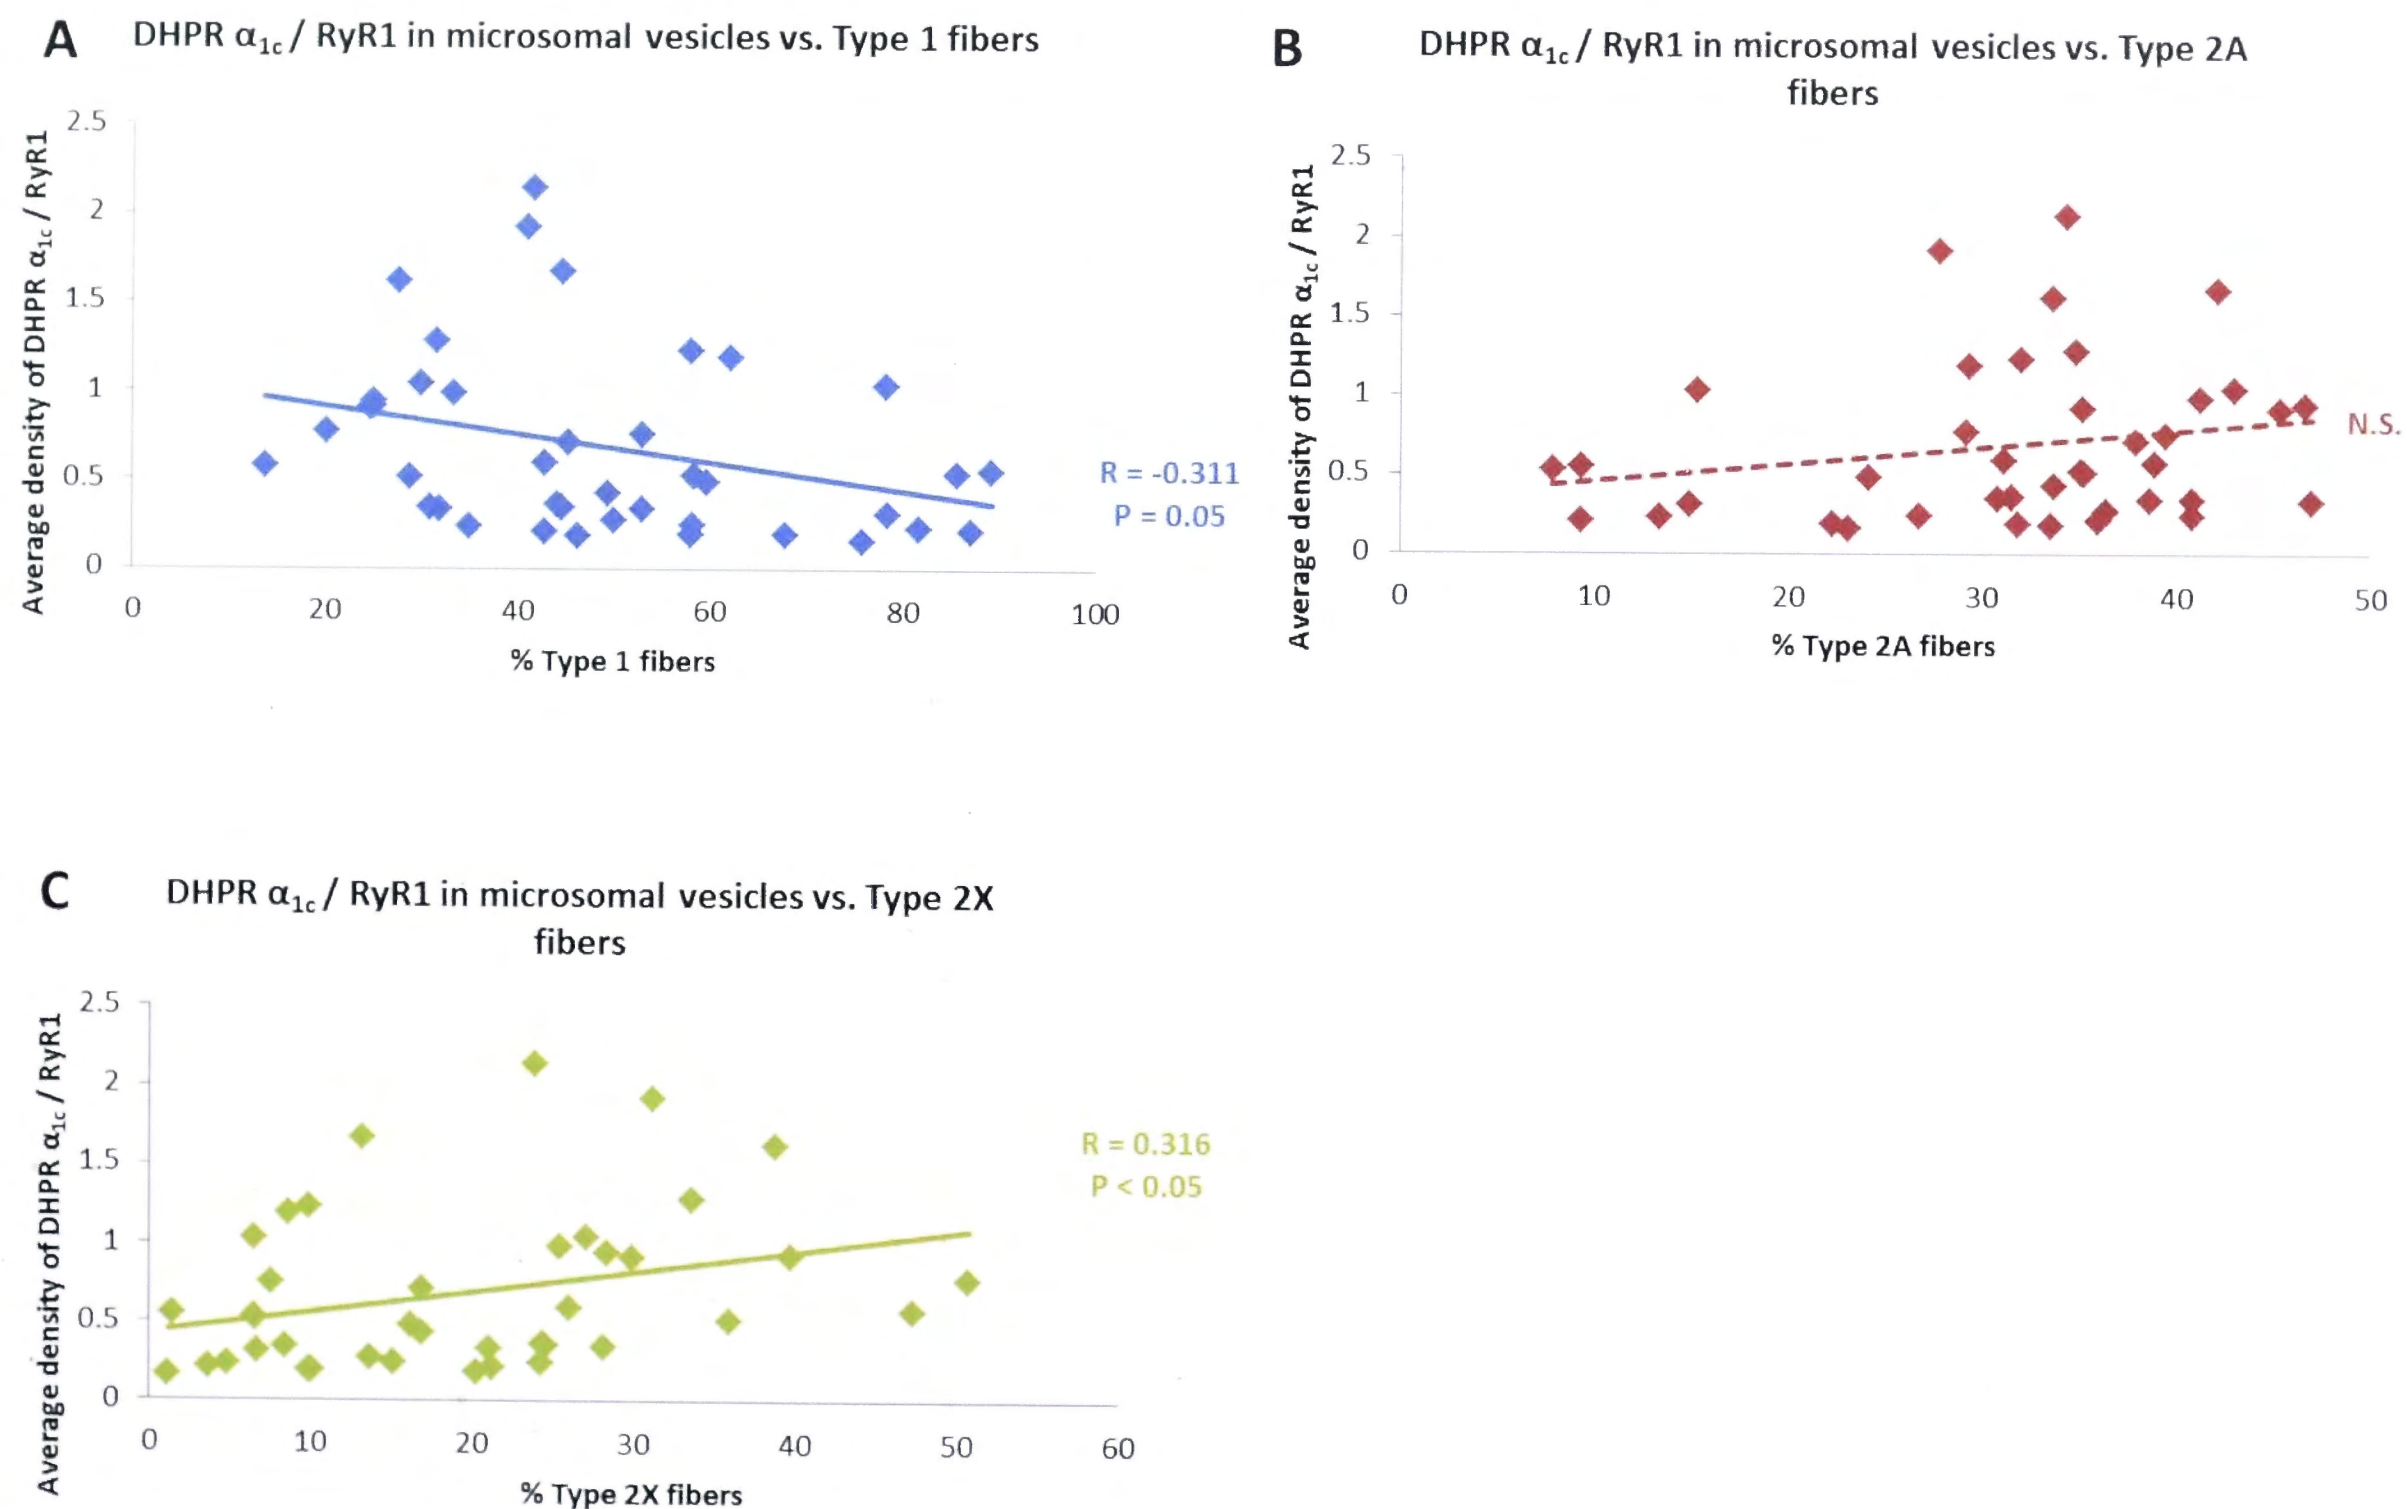 A
DHPR α1c / RyR1 in microsomal vesicles vs. Type 1 fibers
Average density of DHPR α1c / RyR1
2.5
2
1.5
1
0.5
0
0 20 40 60 80 100
% Type 1 fibers
R = -0.311
P = 0.05
B
DHPR α1c / RyR1 in microsomal vesicles vs. Type 2A
fibers
Average density of DHPR α1c / RyR1
2.5
2
1.5
1
0.5
0
0 10 20 30 40 50
% Type 2A fibers
N.S.
C
DHPR α1c / RyR1 in microsomal vesicles vs. Type 2X
fibers
Average density of DHPR α1c / RyR1
2.5
2
1.5
1
0.5
0
0 10 20 30 40 50 60
% Type 2X fibers
R = 0.316
P < 0.05